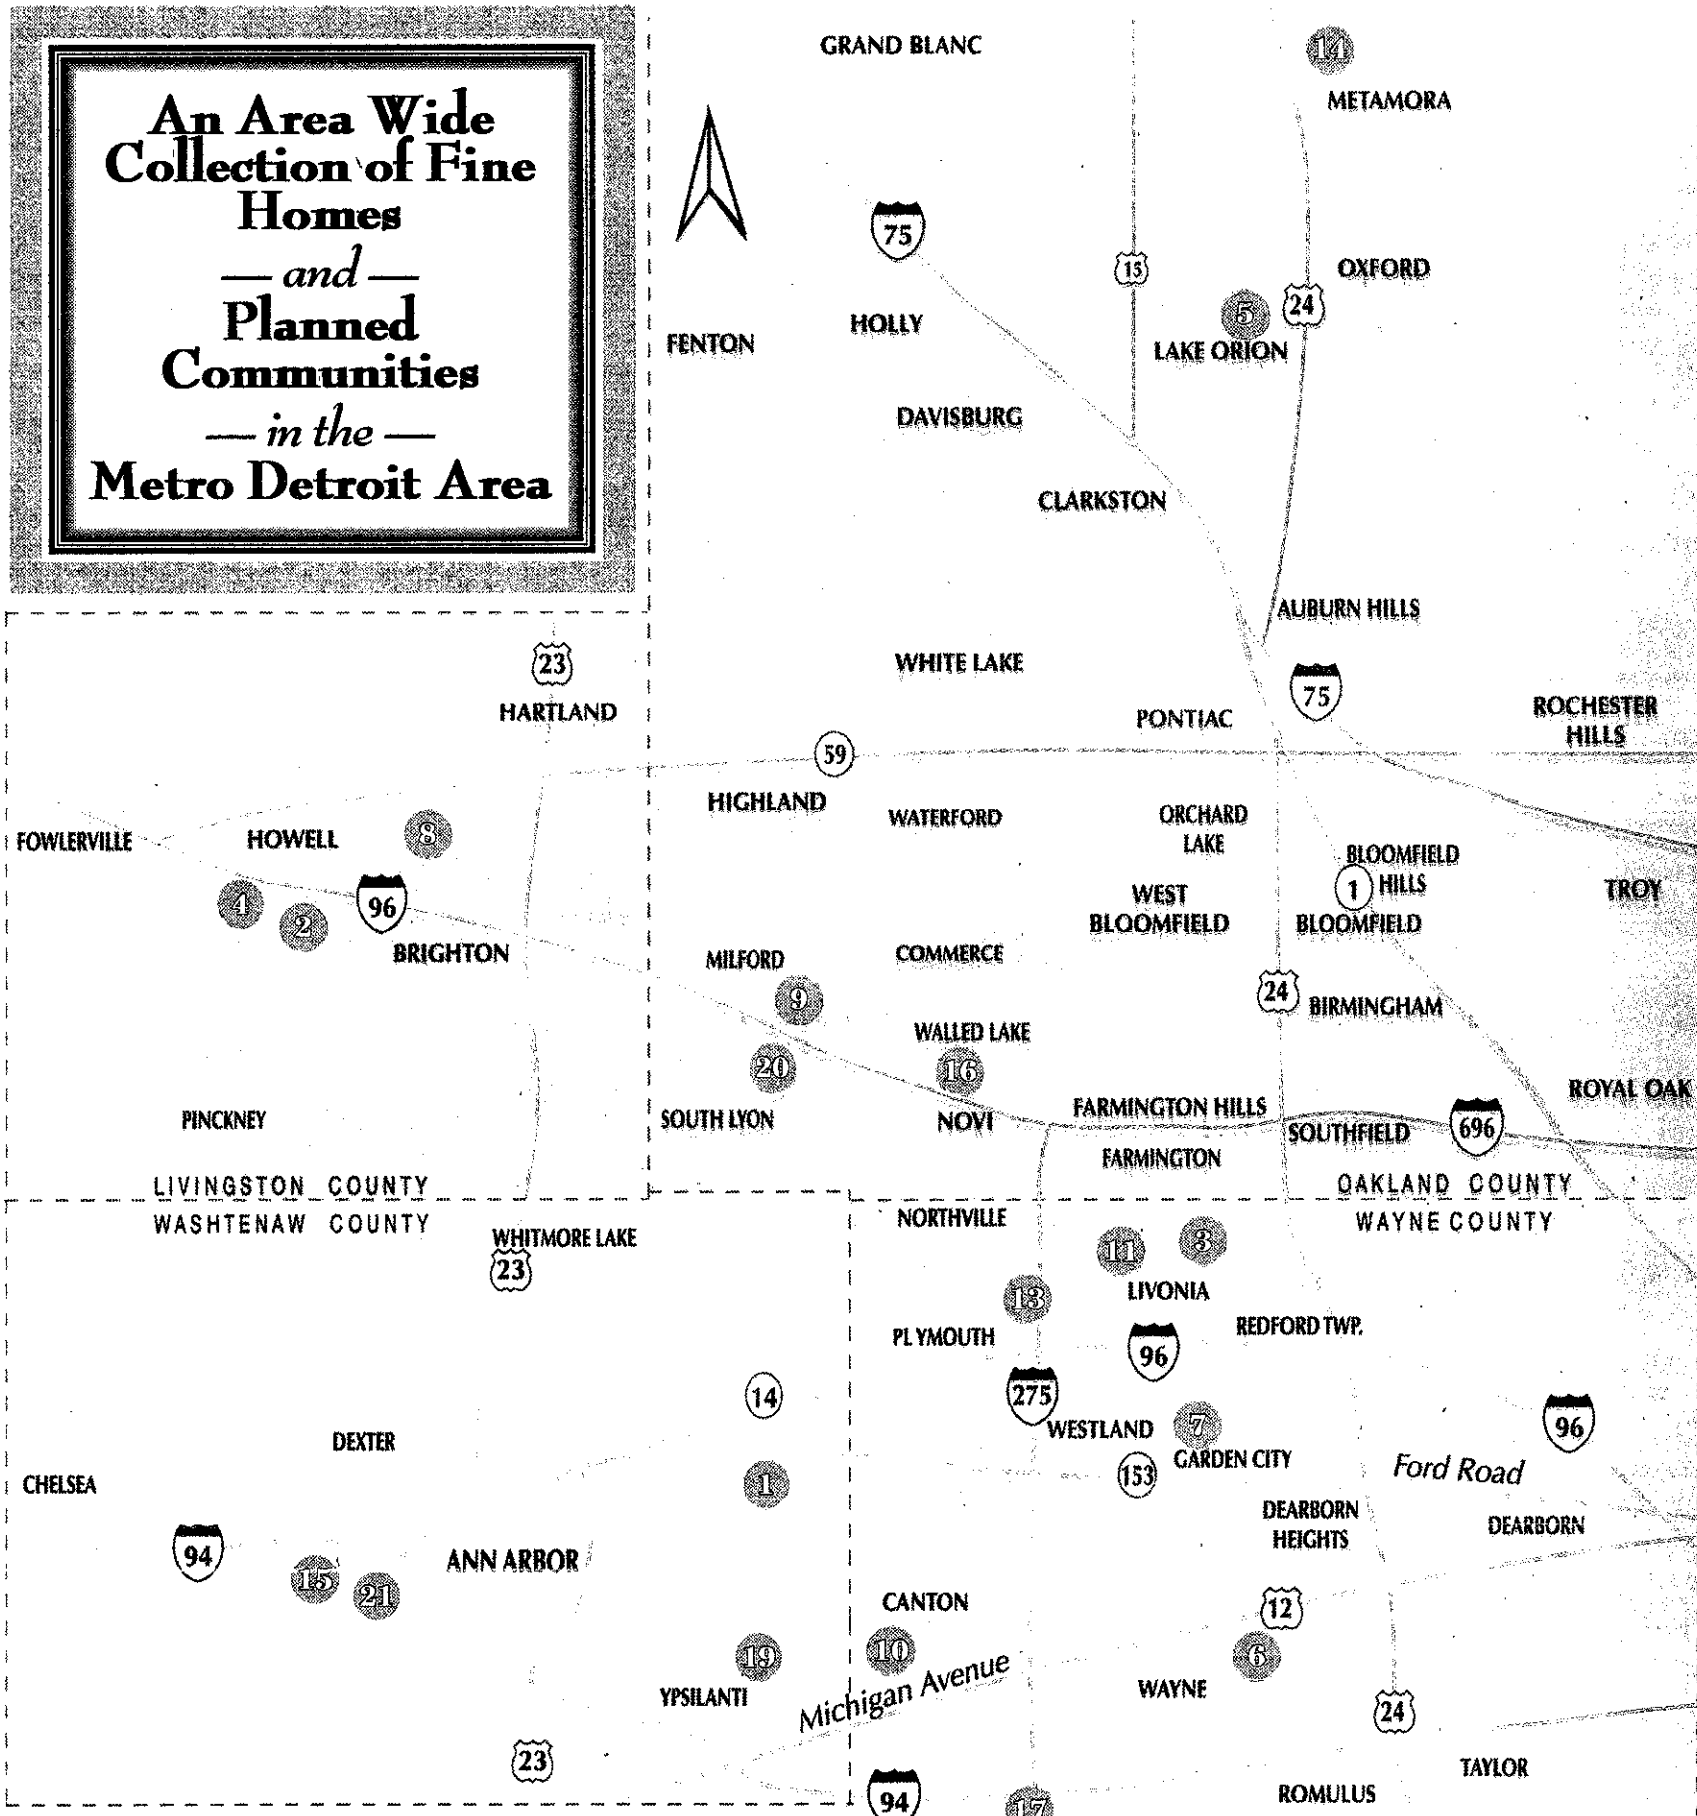 An Area Wide
Collection of Fine
Homes
— and —
Planned
Communities
— in the —
Metro Detroit Area
GRAND BLANC
14
METAMORA
75
15
OXFORD
24
5
HOLLY
FENTON
LAKE ORION
DAVISBURG
CLARKSTON
AUBURN HILLS
23
WHITE LAKE
75
HARTLAND
PONTIAC
ROCHESTER
HILLS
59
HIGHLAND
WATERFORD
ORCHARD
LAKE
FOWLERVILLE
HOWELL
8
BLOOMFIELD
HILLS
1
TROY
4
2
96
WEST
BLOOMFIELD
BLOOMFIELD
BRIGHTON
MILFORD
COMMERCE
9
24
BIRMINGHAM
WALLED LAKE
20
16
ROYAL OAK
PINCKNEY
SOUTH LYON
NOVI
FARMINGTON HILLS
SOUTHFIELD
696
FARMINGTON
LIVINGSTON COUNTY
OAKLAND COUNTY
WASHTENAW COUNTY
WAYNE COUNTY
NORTHVILLE
WHITMORE LAKE
23
11
3
LIVONIA
13
PLYMOUTH
REDFORD TWP.
96
14
275
WESTLAND
7
96
DEXTER
GARDEN CITY
153
Ford Road
CHELSEA
1
DEARBORN
HEIGHTS
DEARBORN
94
15
21
ANN ARBOR
CANTON
12
19
10
6
Michigan Avenue
YPSILANTI
WAYNE
24
23
TAYLOR
94
17
ROMULUS